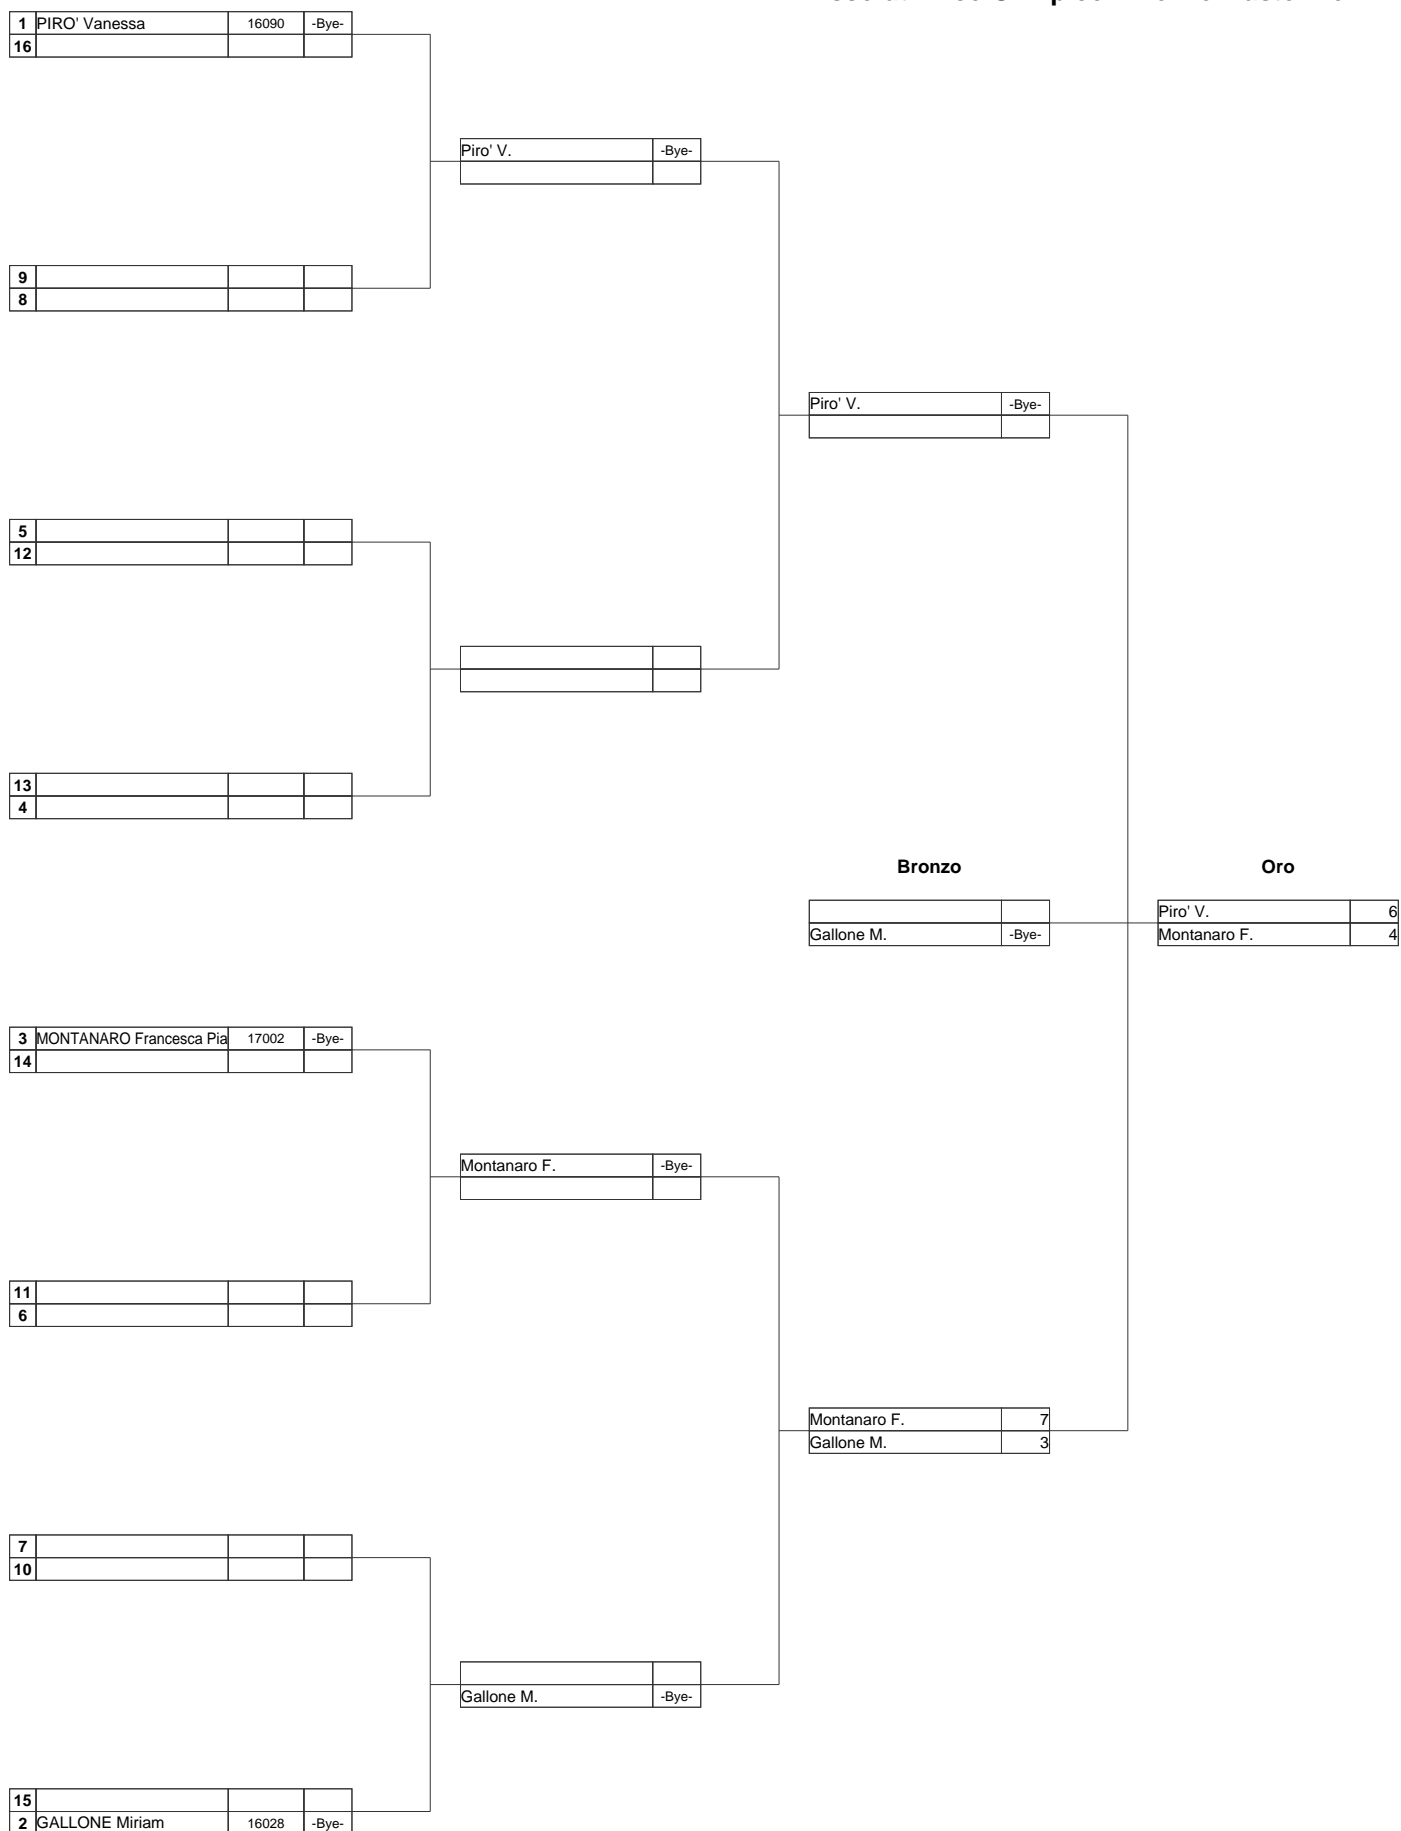 1 PIRO' Vanessa 16090 -Bye-
16
Piro' V. -Bye-
9
8
Piro' V. -Bye-
5
12
13
4
Bronzo Oro
Piro' V. 6
Gallone M. -Bye- Montanaro F. 4
3 MONTANARO Francesca Pia 17002 -Bye-
14
Montanaro F. -Bye-
11
6
Montanaro F. 7
Gallone M. 3
7
10
Gallone M. -Bye-
15
2 GALLONE Miriam 16028 -Bye-